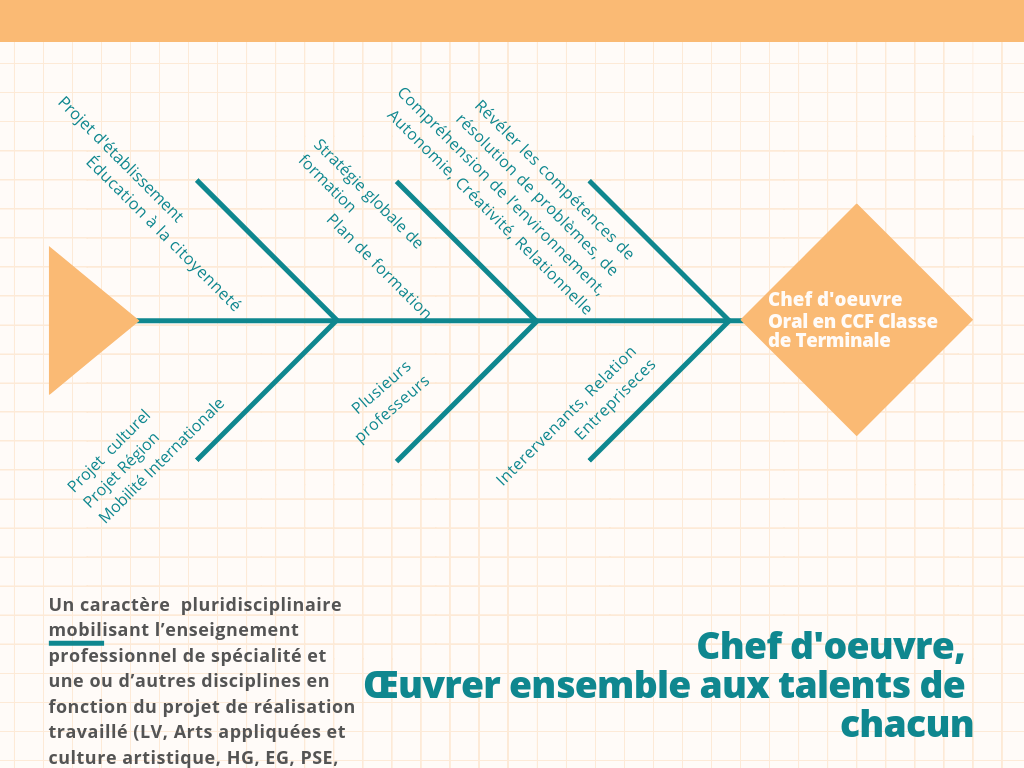 Projet d'établissement
Éducation à la citoyenneté
Stratégie globale de
formation
Plan de formation
Révéler les compétences de
résolution de problèmes, de
Compréhension de l'environnement,
Autonomie, Créativité, Relationnelle
Chef d'oeuvre
Oral en CCF Classe
de Terminale
Projet  culturel
Projet Région
Mobilité Internationale
Plusieurs
professeurs
Interervenants, Relation
Entrepriseces
Un caractère  pluridisciplinaire
mobilisant l’enseignement
professionnel de spécialité et
une ou d’autres disciplines en
fonction du projet de réalisation
travaillé (LV, Arts appliquées et
culture artistique, HG, EG, PSE,
Chef d'oeuvre,
Œuvrer ensemble aux talents de
chacun